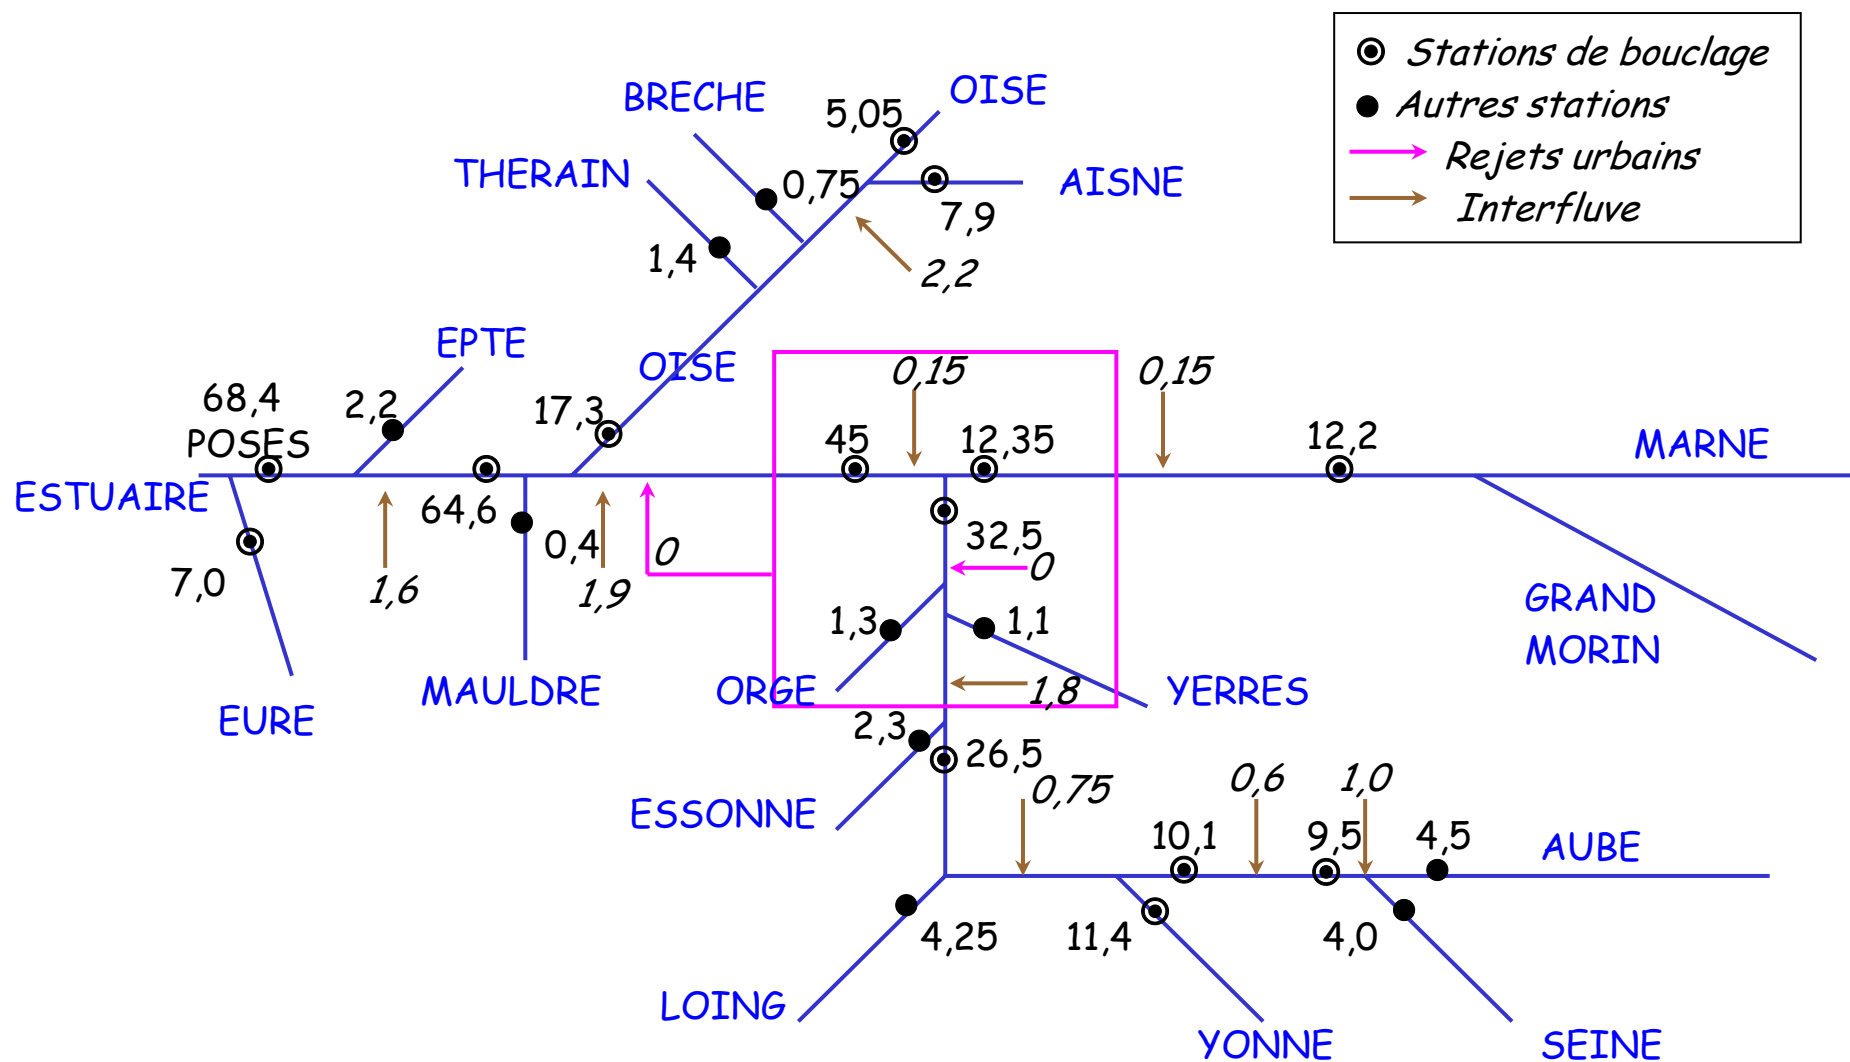 Stations de bouclage
Autres stations
Rejets urbains
Interfluve
OISE
BRECHE
5,05
THERAIN
0,75
AISNE
7,9
1,4
2,2
EPTE
OISE
0,15
0,15
68,4
2,2
17,3
POSES
45
12,35
12,2
MARNE
ESTUAIRE
64,6
0,4
0
32,5
0
7,0
1,6
1,9
GRAND
MORIN
1,3
1,1
EURE
MAULDRE
ORGE
1,8
YERRES
2,3
26,5
0,75
0,6
1,0
ESSONNE
10,1
9,5
4,5
AUBE
4,25
11,4
4,0
LOING
YONNE
SEINE